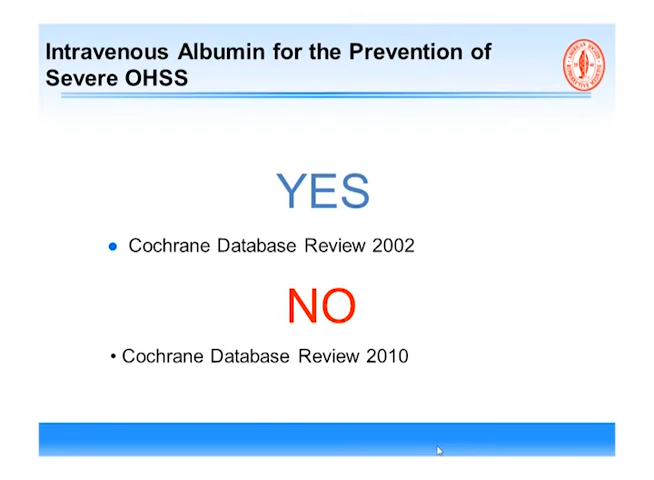 Intravenous Albumin for the Prevention of
Severe OHSS
YES
• Cochrane Database Review 2002
NO
• Cochrane Database Review 2010